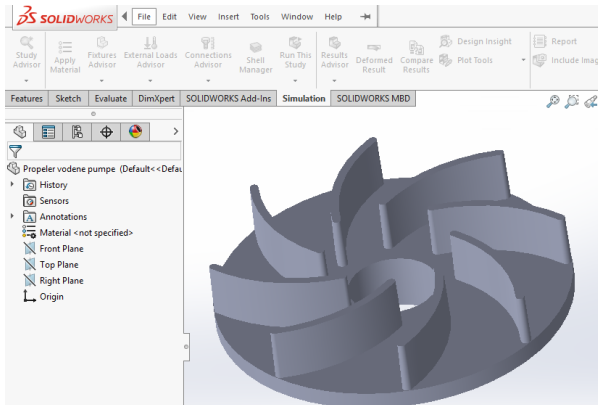 SOLIDWORKS File Edit View Insert Tools Window Help
Study Advisor
Apply Material
Fixtures Advisor
External Loads Advisor
Connections Advisor
Shell Manager
Run This Study
Results Advisor
Deformed Result
Compare Results
Design Insight
Plot Tools
Report
Include Imag
Features Sketch Evaluate DimXpert SOLIDWORKS Add-Ins Simulation SOLIDWORKS MBD
Propeler vodene pumpe (Default<<Defau
History
Sensors
A Annotations
Material <not specified>
Front Plane
Top Plane
Right Plane
Origin